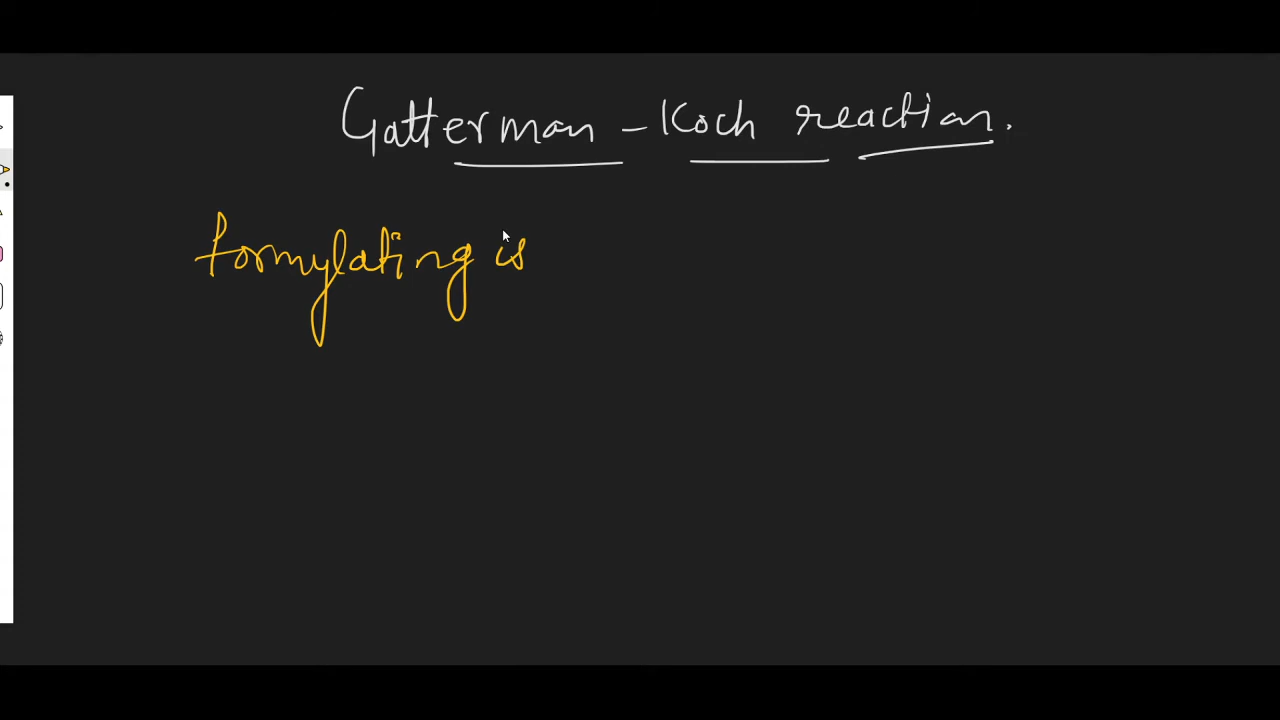 Gatterman - Koch reaction.
formylating is